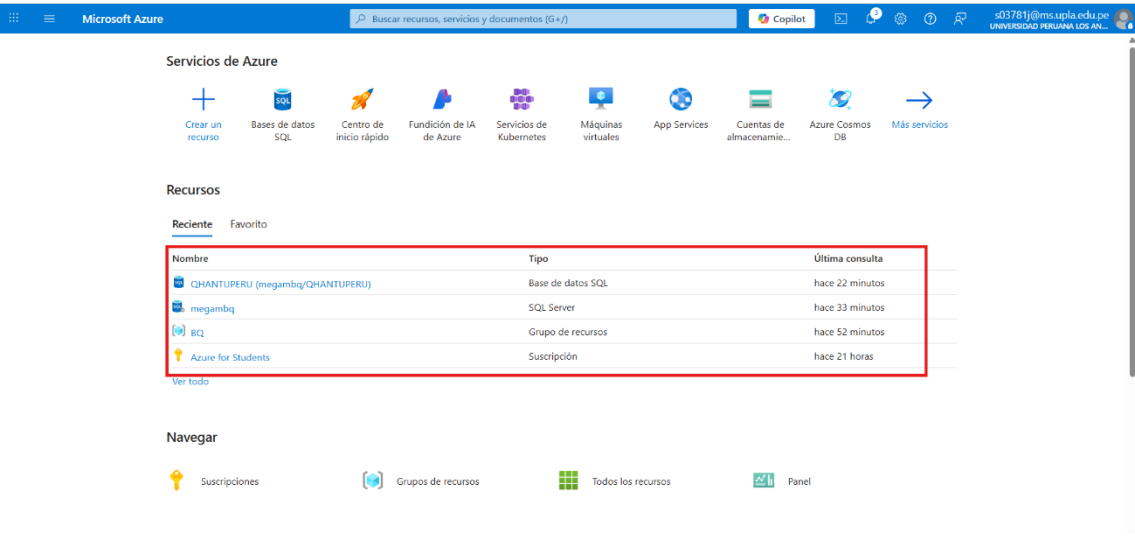 Microsoft Azure
Buscar recursos, servicios y documentos (G+/)
Copilot
3
s03781j@ms.upla.edu.pe
UNIVERSIDAD PERUANA LOS AN...
Servicios de Azure
Crear un recurso
SQL
Bases de datos SQL
Centro de inicio rápido
Fundición de IA de Azure
Servicios de Kubernetes
Máquinas virtuales
App Services
Cuentas de almacenamie...
Azure Cosmos DB
Más servicios
Recursos
Reciente Favorito
Nombre Tipo Última consulta
QHANTUPERU (megambq/QHANTUPERU) Base de datos SQL hace 22 minutos
megambq SQL Server hace 33 minutos
BQ Grupo de recursos hace 52 minutos
Azure for Students Suscripción hace 21 horas
Ver todo
Navegar
Suscripciones Grupos de recursos Todos los recursos Panel